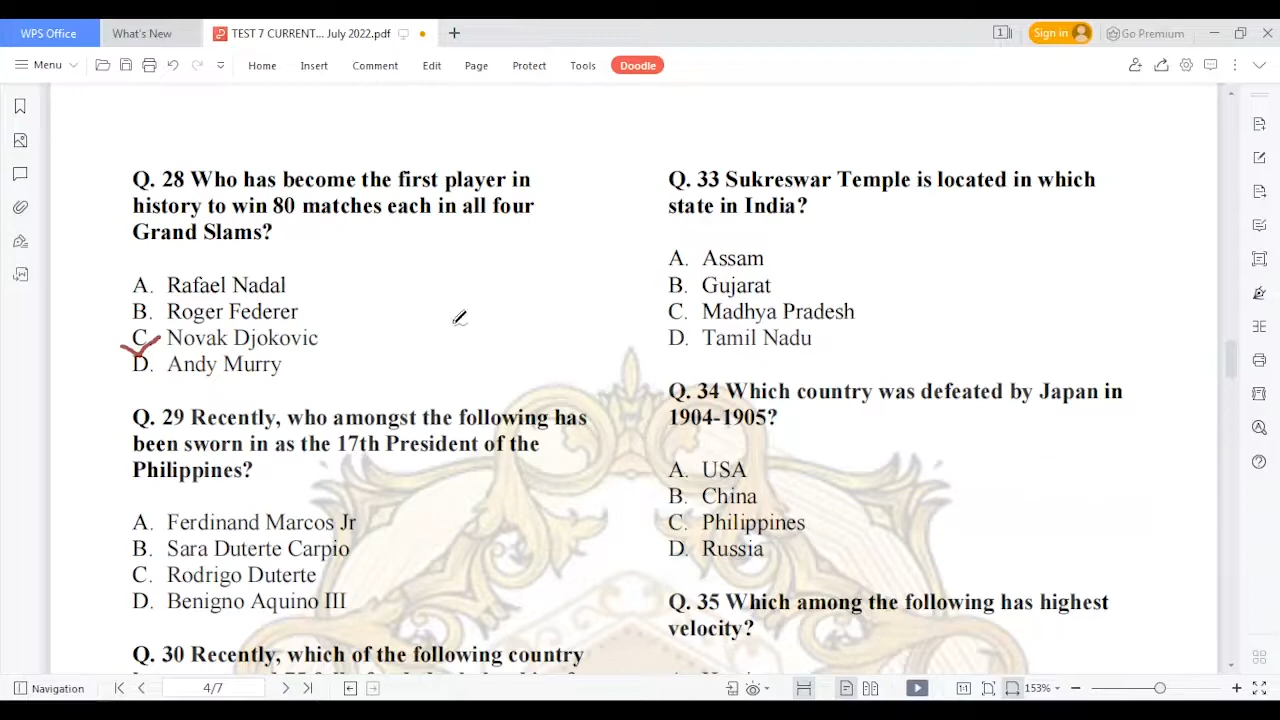 WPS Office
What's New
TEST 7 CURRENT... July 2022.pdf
Sign in
Go Premium
Menu
Home
Insert
Comment
Edit
Page
Protect
Tools
Doodle
Q. 28 Who has become the first player in
history to win 80 matches each in all four
Grand Slams?
A. Rafael Nadal
B. Roger Federer
C. Novak Djokovic
D. Andy Murry
Q. 29 Recently, who amongst the following has
been sworn in as the 17th President of the
Philippines?
A. Ferdinand Marcos Jr
B. Sara Duterte Carpio
C. Rodrigo Duterte
D. Benigno Aquino III
Q. 30 Recently, which of the following country
Q. 33 Sukreswar Temple is located in which
state in India?
A. Assam
B. Gujarat
C. Madhya Pradesh
D. Tamil Nadu
Q. 34 Which country was defeated by Japan in
1904-1905?
A. USA
B. China
C. Philippines
D. Russia
Q. 35 Which among the following has highest
velocity?
Navigation
4/7
153%